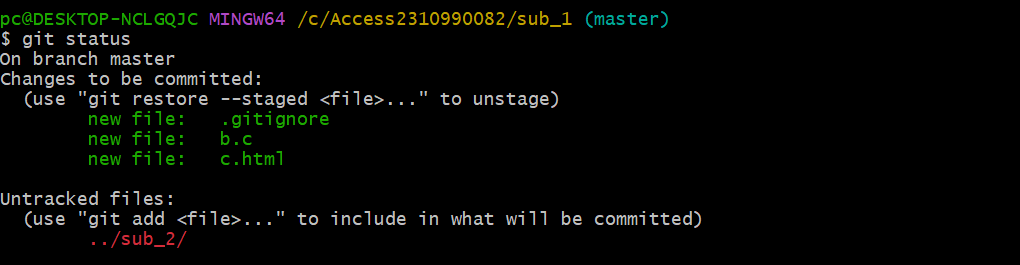 pc@DESKTOP-NCLGQJC MINGW64 /c/Access2310990082/sub_1 (master)
$ git status
On branch master
Changes to be committed:
  (use "git restore --staged <file>..." to unstage)
        new file:   .gitignore
        new file:   b.c
        new file:   c.html

Untracked files:
  (use "git add <file>..." to include in what will be committed)
        ../sub_2/